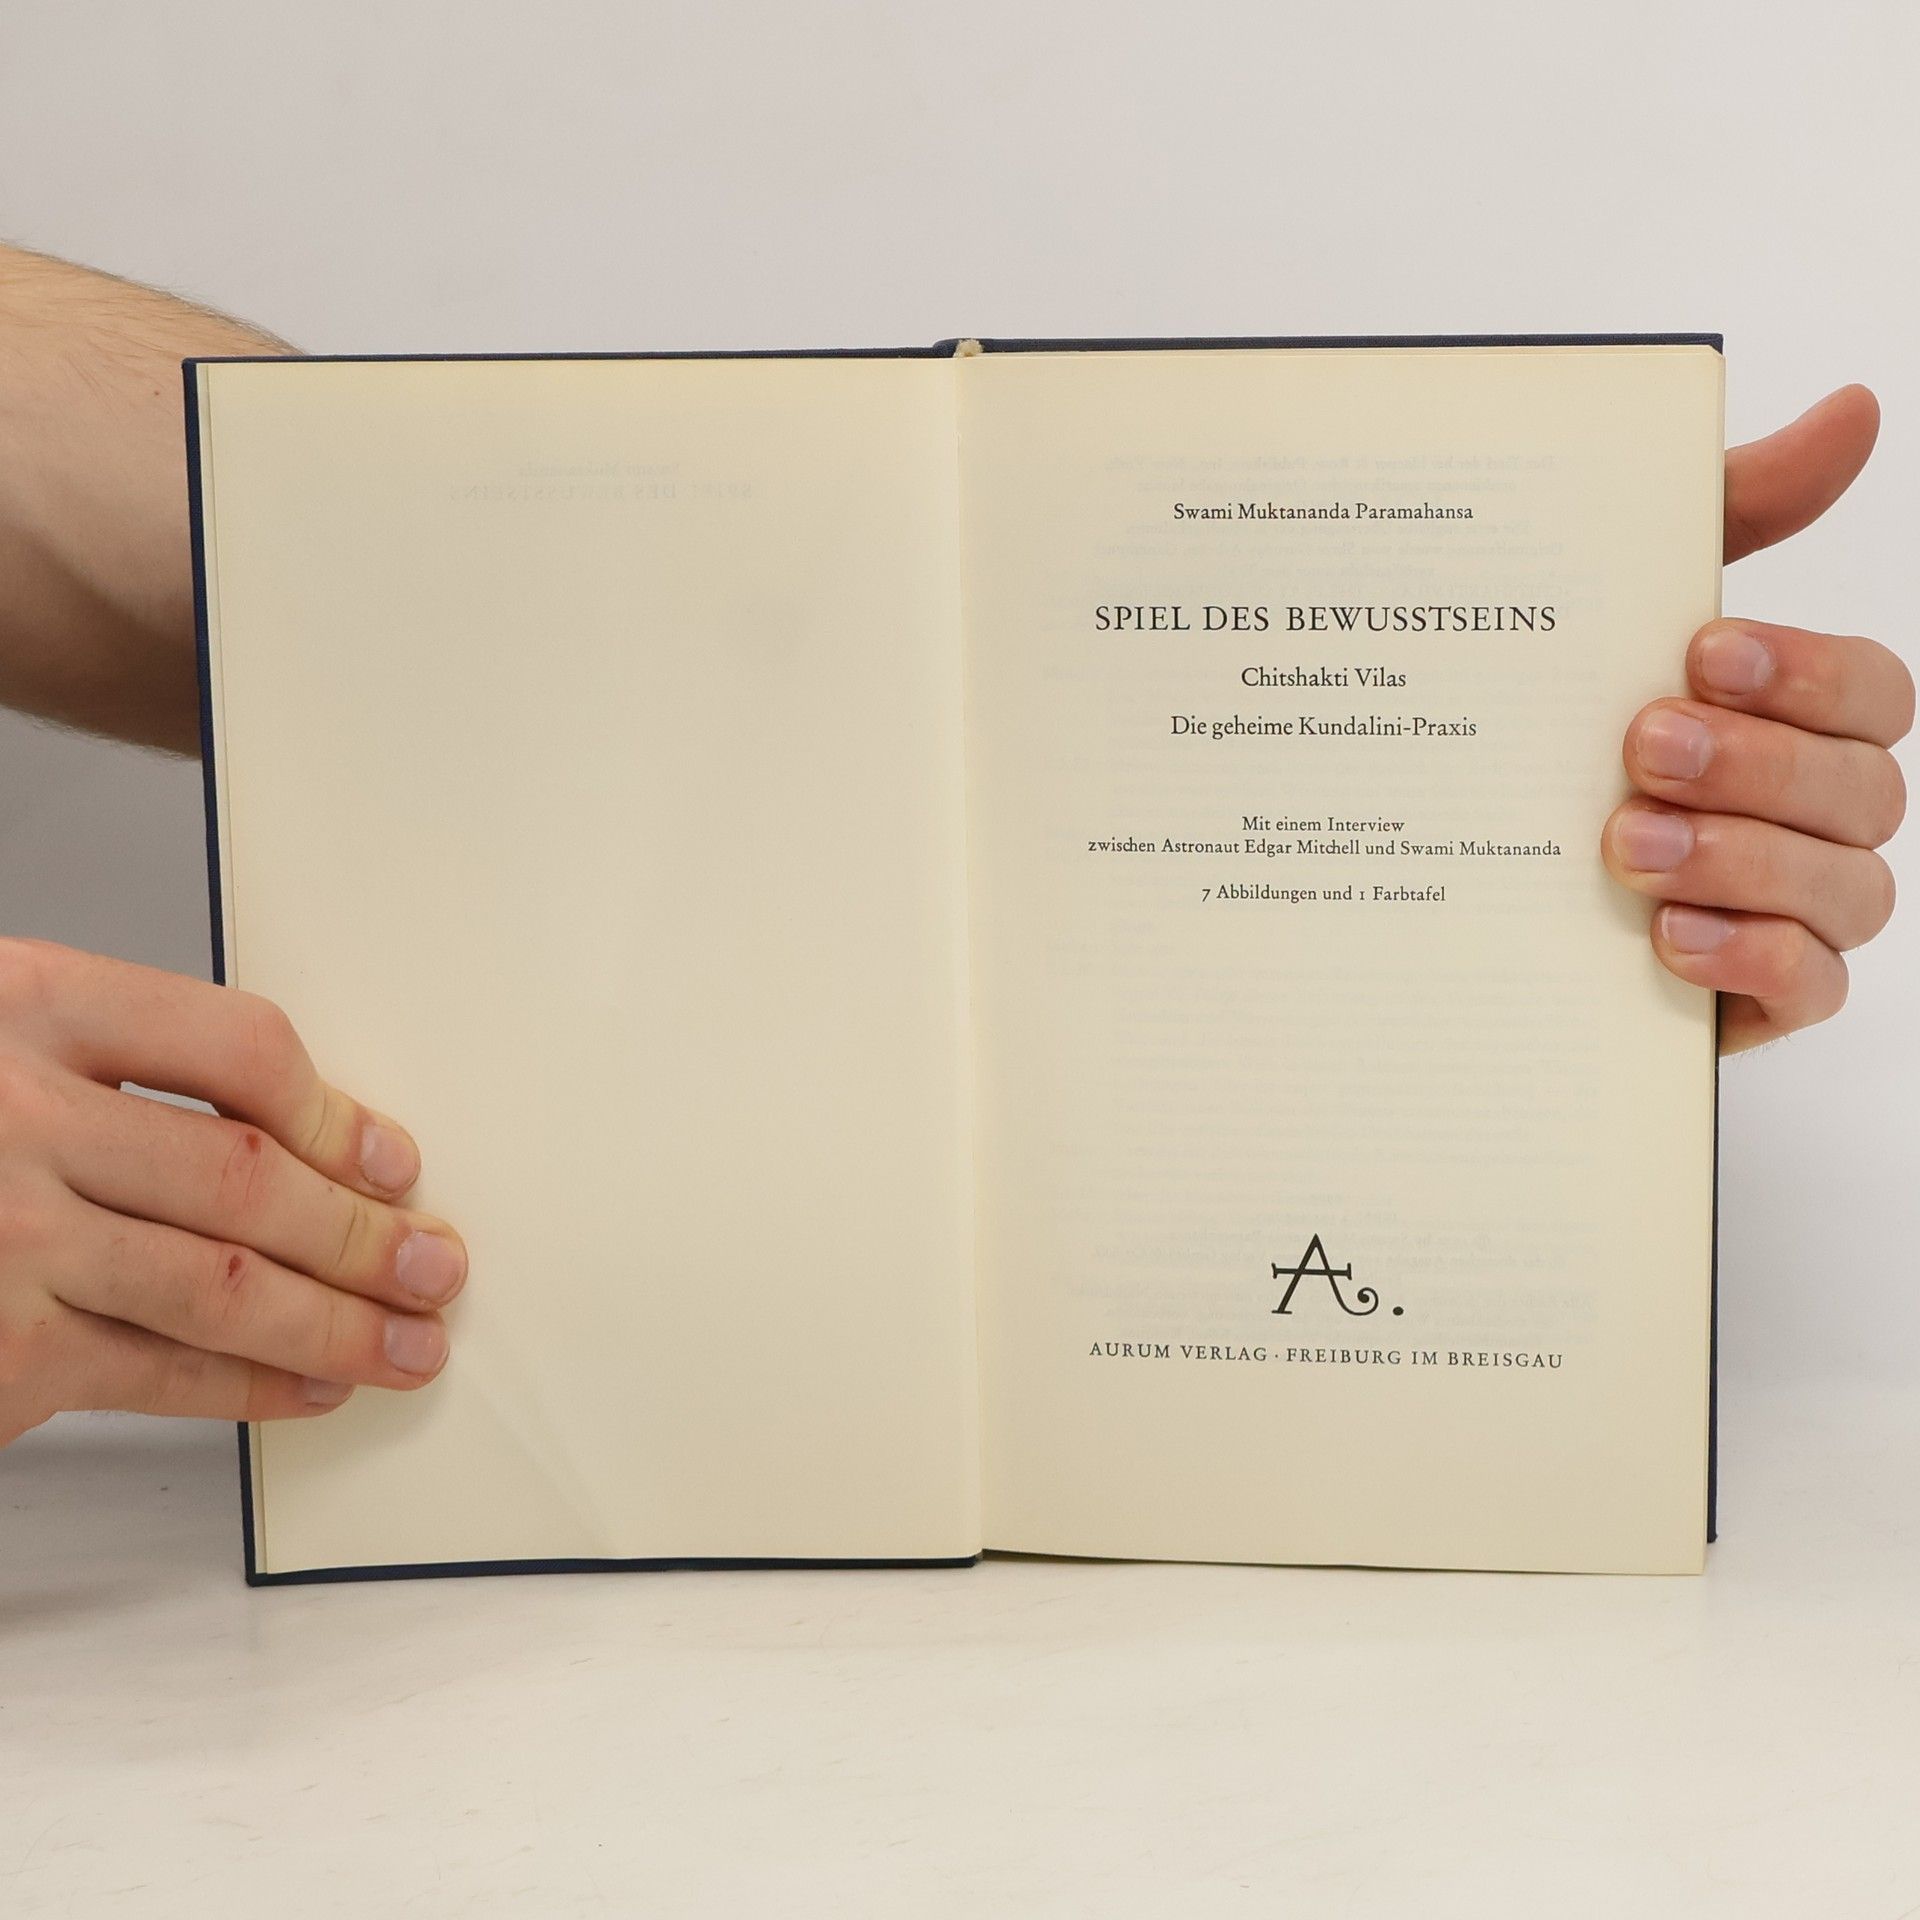 Swami Muktananda Paramahansa
SPIEL DES BEWUSSTSEINS
Chitshakti Vilas
Die geheime Kundalini-Praxis
Mit einem Interview
zwischen Astronaut Edgar Mitchell und Swami Muktananda
7 Abbildungen und 1 Farbtafel
A.
AURUM VERLAG · FREIBURG IM BREISGAU